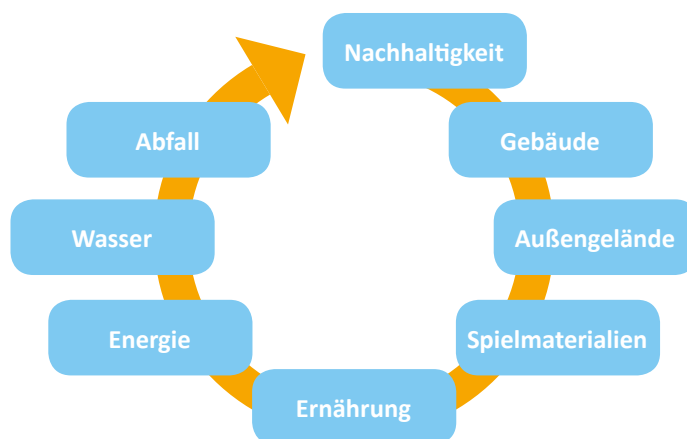 Nachhaltigkeit
Gebäude
Außengelände
Spielmaterialien
Ernährung
Energie
Wasser
Abfall